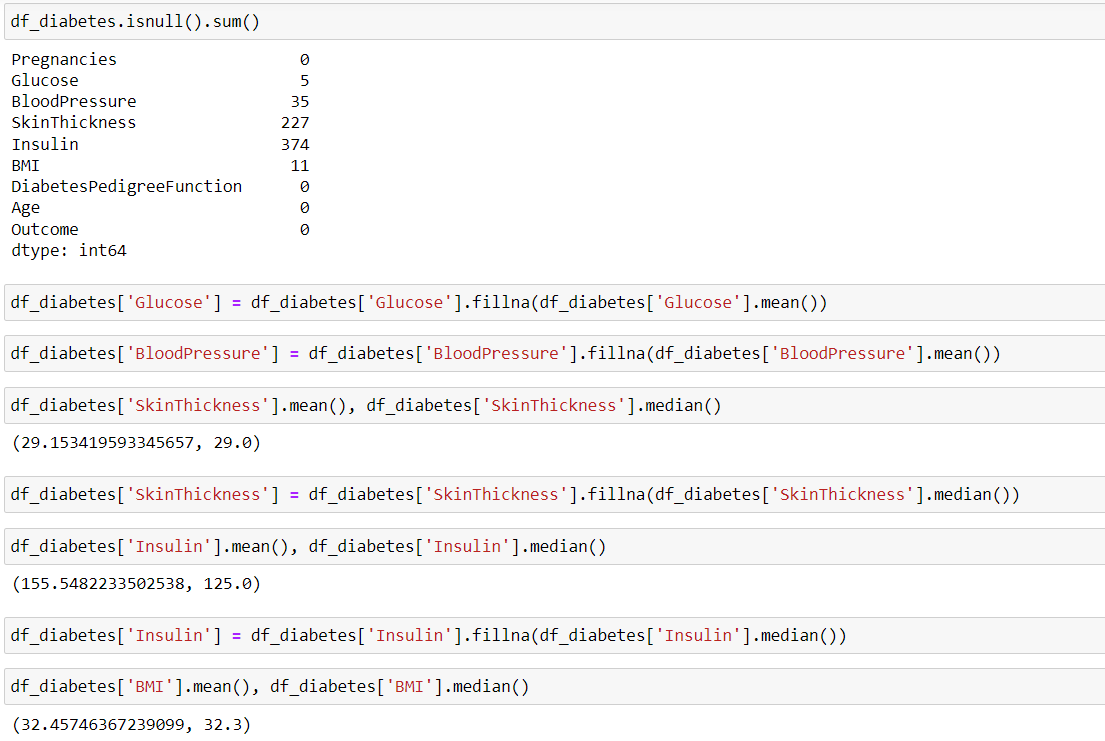 df_diabetes.isnull().sum()
Pregnancies 0
Glucose 5
BloodPressure 35
SkinThickness 227
Insulin 374
BMI 11
DiabetesPedigreeFunction 0
Age 0
Outcome 0
dtype: int64
df_diabetes['Glucose'] = df_diabetes['Glucose'].fillna(df_diabetes['Glucose'].mean())
df_diabetes['BloodPressure'] = df_diabetes['BloodPressure'].fillna(df_diabetes['BloodPressure'].mean())
df_diabetes['SkinThickness'].mean(), df_diabetes['SkinThickness'].median()
(29.153419593345657, 29.0)
df_diabetes['SkinThickness'] = df_diabetes['SkinThickness'].fillna(df_diabetes['SkinThickness'].median())
df_diabetes['Insulin'].mean(), df_diabetes['Insulin'].median()
(155.5482233502538, 125.0)
df_diabetes['Insulin'] = df_diabetes['Insulin'].fillna(df_diabetes['Insulin'].median())
df_diabetes['BMI'].mean(), df_diabetes['BMI'].median()
(32.45746367239099, 32.3)